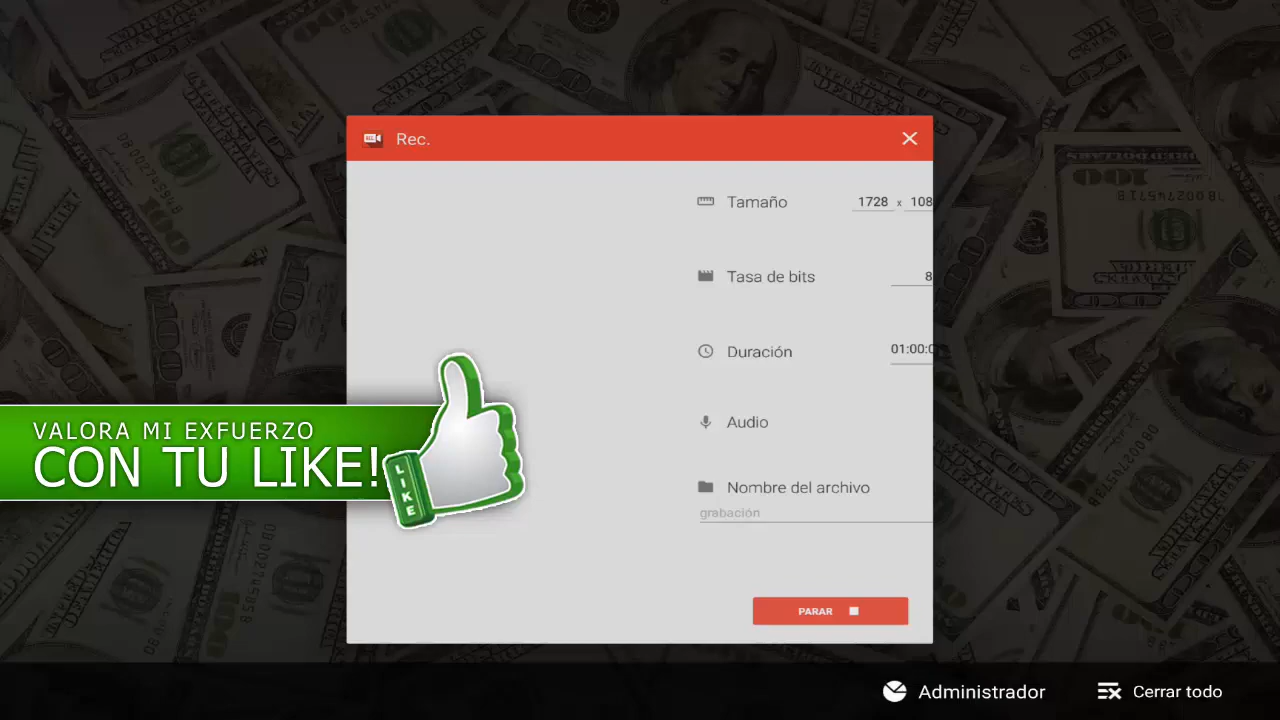 Rec.
Tamaño 1728 x 108
Tasa de bits 8
Duración 01:00:0
Audio
Nombre del archivo
grabación
VALORA MI EXFUERZO
CON TU LIKE!
LIKE
PARAR
Administrador Cerrar todo